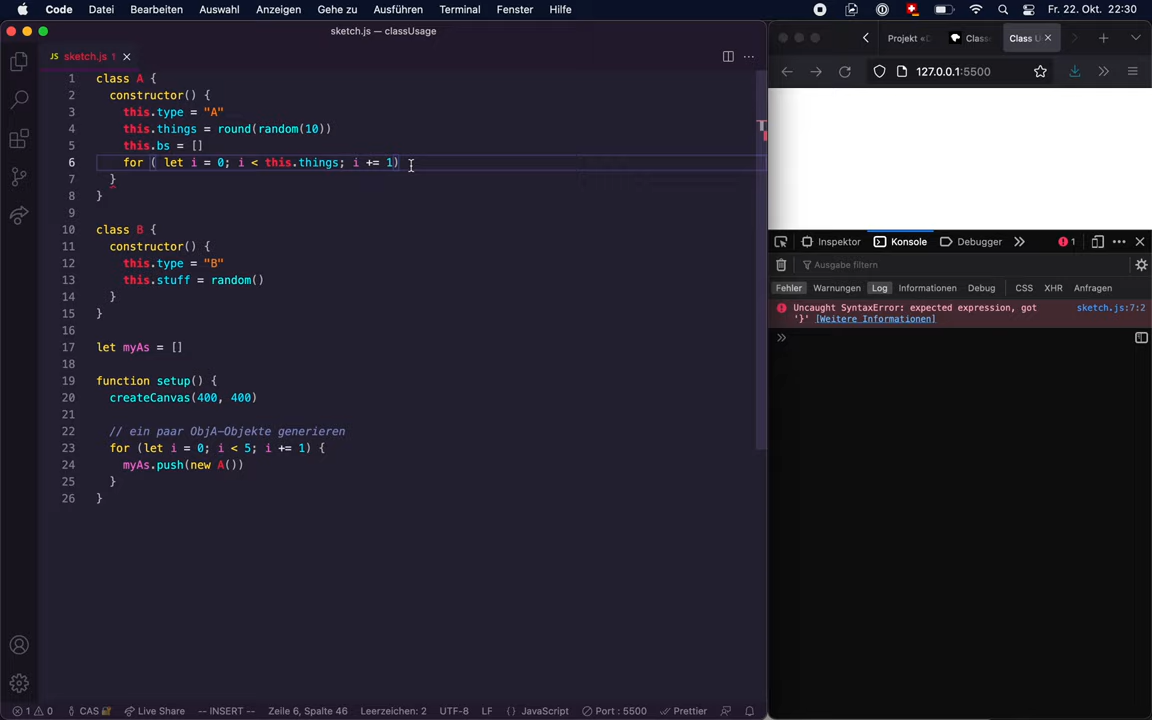 Code Datei Bearbeiten Auswahl Anzeigen Gehe zu Ausführen Terminal Fenster Hilfe Fr. 22. Okt. 22:30
sketch.js — classUsage
JS sketch.js 1
1 class A {
2 constructor() {
3 this.type = "A"
4 this.things = round(random(10))
5 this.bs = []
6 for ( let i = 0; i < this.things; i += 1)
7 }
8 }
9
10 class B {
11 constructor() {
12 this.type = "B"
13 this.stuff = random()
14 }
15 }
16
17 let myAs = []
18
19 function setup() {
20 createCanvas(400, 400)
21
22 // ein paar ObjA-Objekte generieren
23 for (let i = 0; i < 5; i += 1) {
24 myAs.push(new A())
25 }
26 }
1 0 CAS Live Share -- INSERT -- Zeile 6, Spalte 46 Leerzeichen: 2 UTF-8 LF {} JavaScript Port : 5500 Prettier
Projekt «D Class Class U
127.0.0.1:5500
Inspektor Konsole Debugger 1
Ausgabe filtern
Fehler Warnungen Log Informationen Debug CSS XHR Anfragen
Uncaught SyntaxError: expected expression, got sketch.js:7:2
'}' [Weitere Informationen]